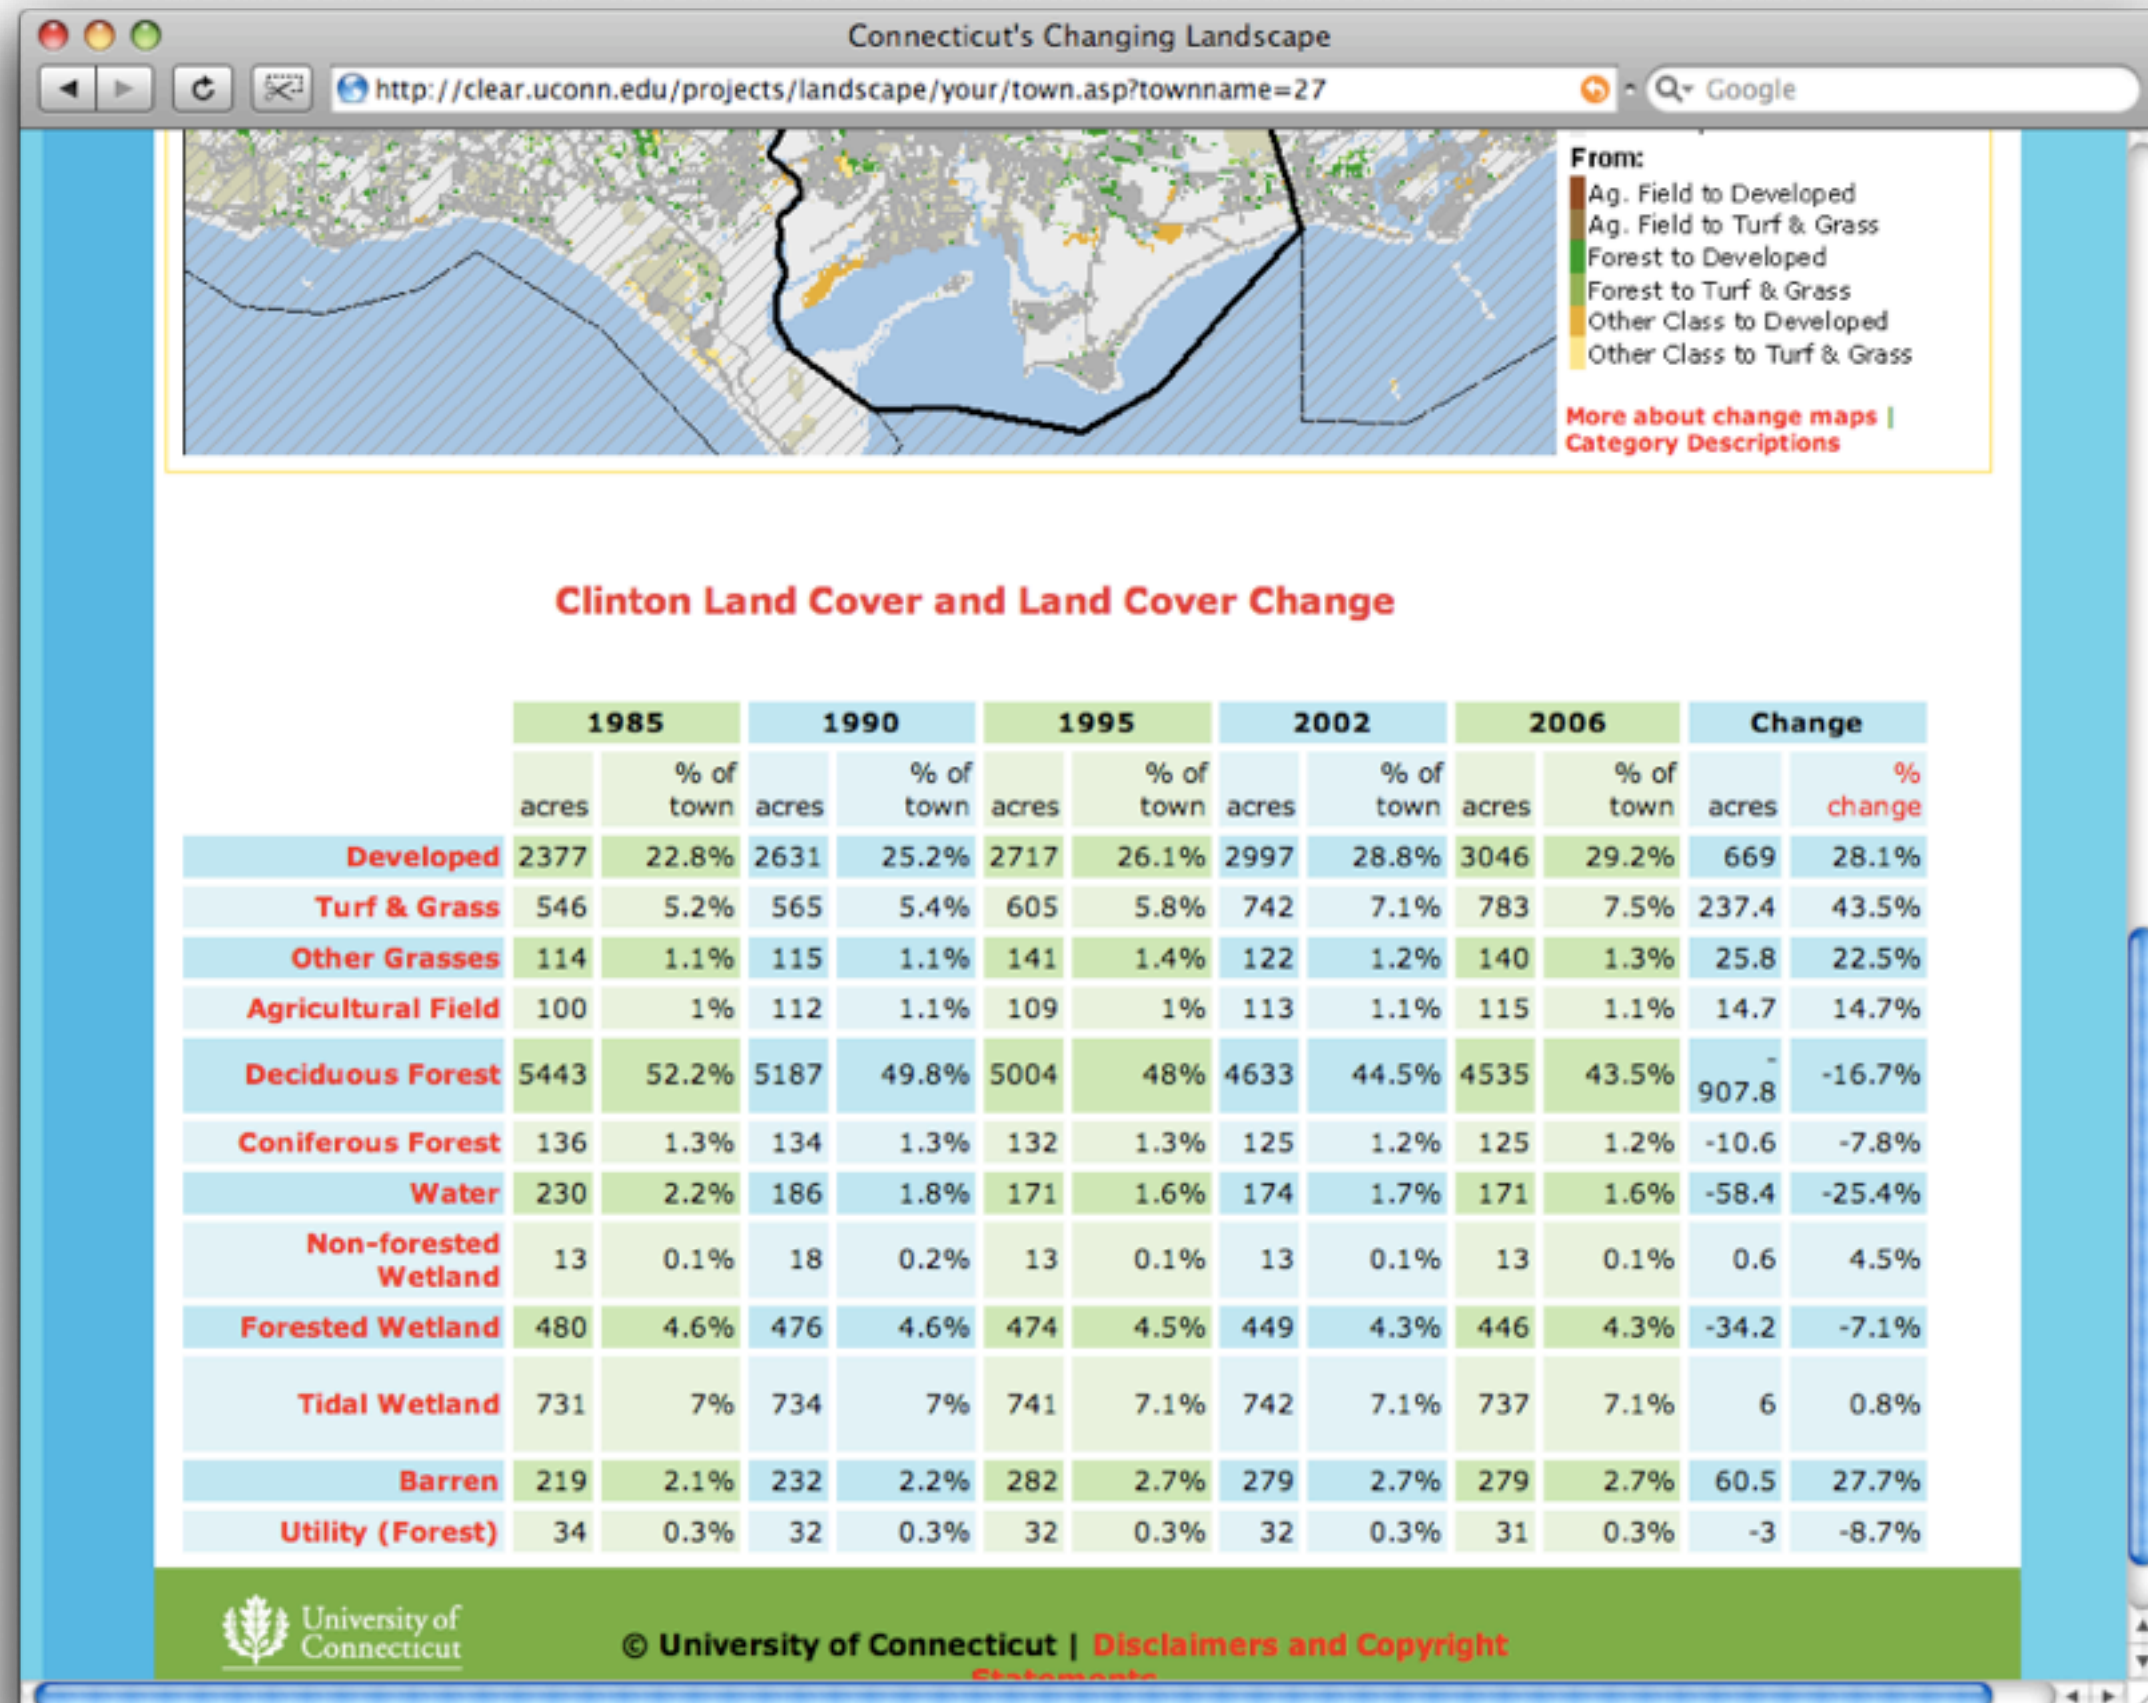 Connecticut's Changing Landscape
http://clear.uconn.edu/projects/landscape/your/town.asp?townname=27
Google
From:
Ag. Field to Developed
Ag. Field to Turf & Grass
Forest to Developed
Forest to Turf & Grass
Other Class to Developed
Other Class to Turf & Grass
More about change maps |
Category Descriptions
Clinton Land Cover and Land Cover Change
1985 1990 1995 2002 2006 Change
acres % of town acres % of town acres % of town acres % of town acres % of town acres % change
Developed 2377 22.8% 2631 25.2% 2717 26.1% 2997 28.8% 3046 29.2% 669 28.1%
Turf & Grass 546 5.2% 565 5.4% 605 5.8% 742 7.1% 783 7.5% 237.4 43.5%
Other Grasses 114 1.1% 115 1.1% 141 1.4% 122 1.2% 140 1.3% 25.8 22.5%
Agricultural Field 100 1% 112 1.1% 109 1% 113 1.1% 115 1.1% 14.7 14.7%
Deciduous Forest 5443 52.2% 5187 49.8% 5004 48% 4633 44.5% 4535 43.5% -907.8 -16.7%
Coniferous Forest 136 1.3% 134 1.3% 132 1.3% 125 1.2% 125 1.2% -10.6 -7.8%
Water 230 2.2% 186 1.8% 171 1.6% 174 1.7% 171 1.6% -58.4 -25.4%
Non-forested Wetland 13 0.1% 18 0.2% 13 0.1% 13 0.1% 13 0.1% 0.6 4.5%
Forested Wetland 480 4.6% 476 4.6% 474 4.5% 449 4.3% 446 4.3% -34.2 -7.1%
Tidal Wetland 731 7% 734 7% 741 7.1% 742 7.1% 737 7.1% 6 0.8%
Barren 219 2.1% 232 2.2% 282 2.7% 279 2.7% 279 2.7% 60.5 27.7%
Utility (Forest) 34 0.3% 32 0.3% 32 0.3% 32 0.3% 31 0.3% -3 -8.7%
University of
Connecticut
© University of Connecticut | Disclaimers and Copyright
Statements